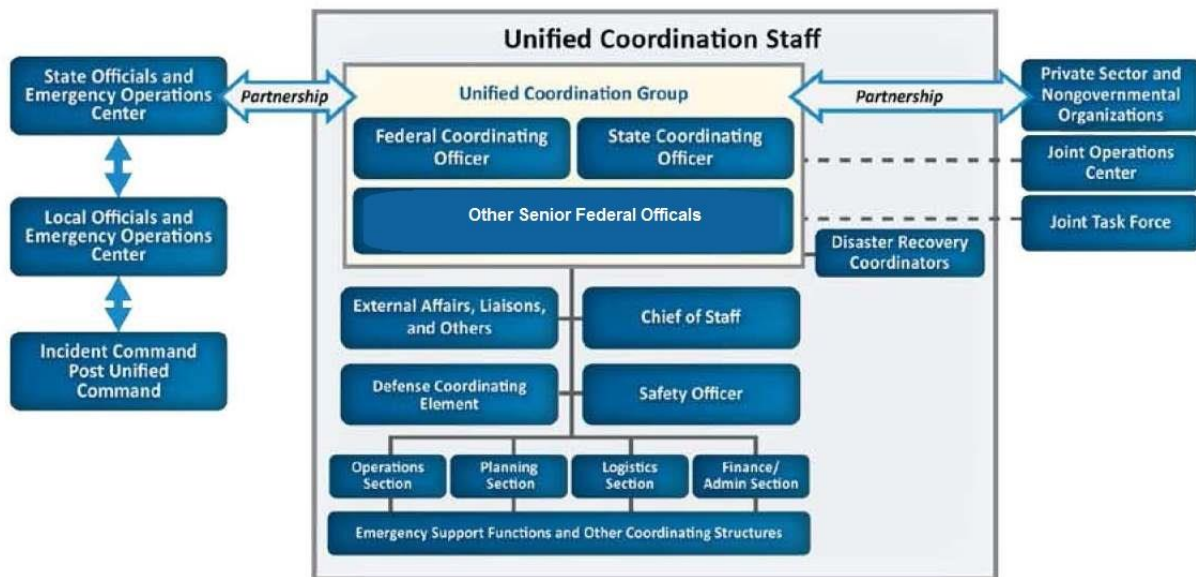 Unified Coordination Staff
State Officials and
Emergency Operations
Center
Partnership
Unified Coordination Group
Partnership
Private Sector and
Nongovernmental
Organizations
Federal Coordinating
Officer
State Coordinating
Officer
Joint Operations
Center
Local Officials and
Emergency Operations
Center
Other Senior Federal Officals
Joint Task Force
Disaster Recovery
Coordinators
External Affairs, Liaisons,
and Others
Chief of Staff
Incident Command
Post Unified
Command
Defense Coordinating
Element
Safety Officer
Operations
Section
Planning
Section
Logistics
Section
Finance/
Admin Section
Emergency Support Functions and Other Coordinating Structures